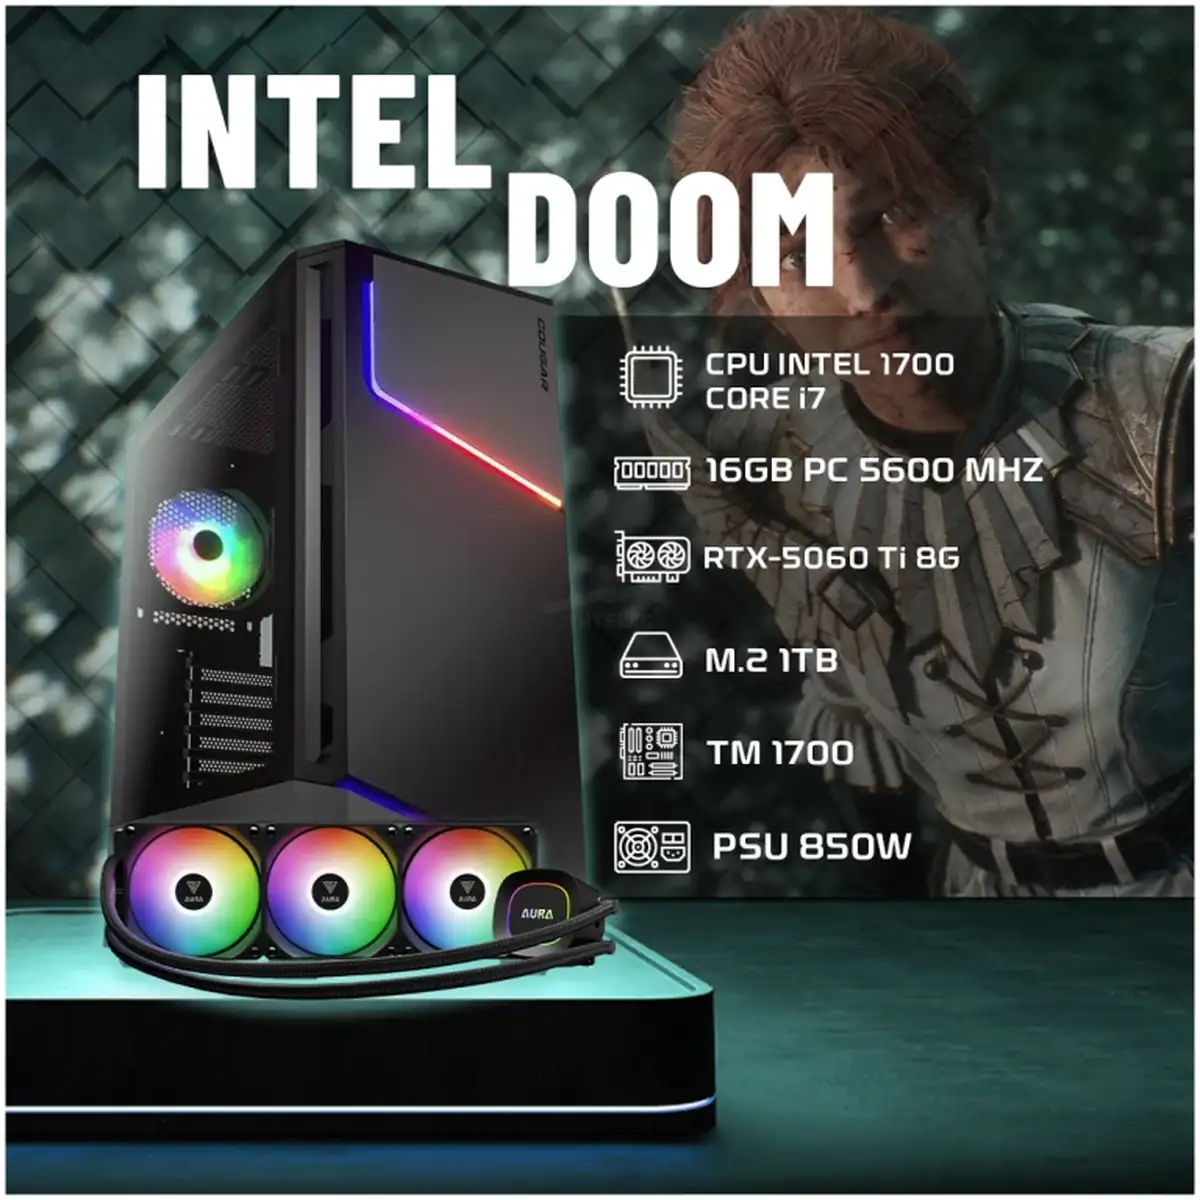 INTEL
DOOM
COUGAR
CPU INTEL 1700
CORE i7
16GB PC 5600 MHZ
RTX-5060 Ti 8G
M.2 1TB
TM 1700
PSU 850W
AURA
AURA
AURA
AURA